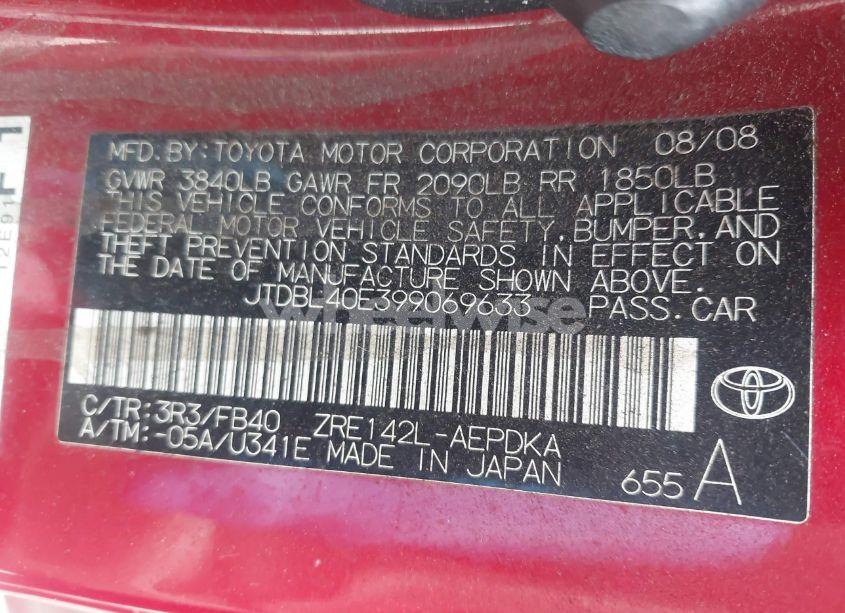 MFD.BY:TOYOTA MOTOR CORPORATION 08/08
GVWR 3840LB GAWR FR 2090LB RR 1850LB
THIS VEHICLE CONFORMS TO ALL APPLICABLE
FEDERAL MOTOR VEHICLE SAFETY,BUMPER,AND
THEFT PREVENTION STANDARDS IN EFFECT ON
THE DATE OF MANUFACTURE SHOWN ABOVE.
JTDBL40E399069633 PASS.CAR
wheelwise
C/TR:3R3/FB40 ZRE142L-AEPDKA
A/TM:-05A/U341E MADE IN JAPAN
655 A
12E91